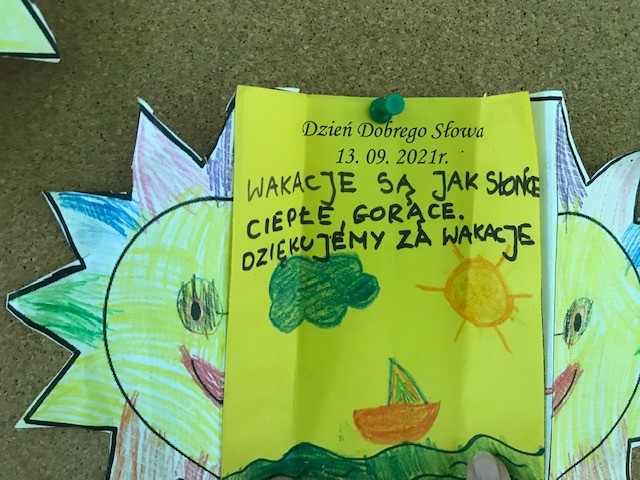 Dzień Dobrego Słowa
13. 09. 2021r.
WAKACJE SĄ JAK SŁOŃCE
CIEPŁE, GORĄCE.
DZIĘKUJEMY ZA WAKACJE